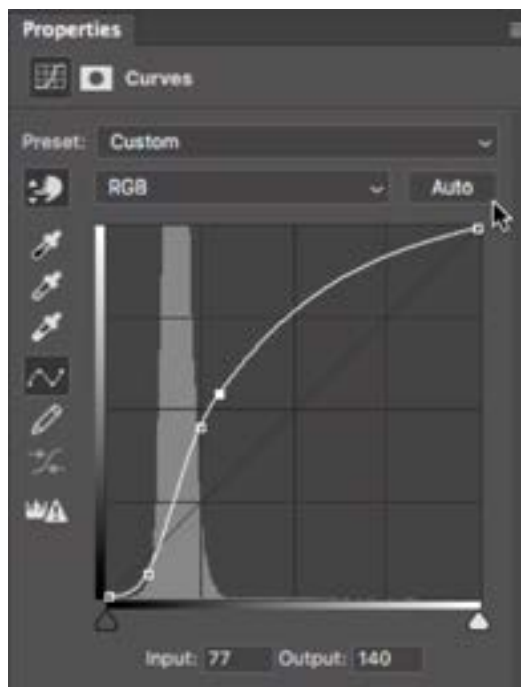 Properties
Curves
Preset: Custom
RGB Auto
Input: 77 Output: 140